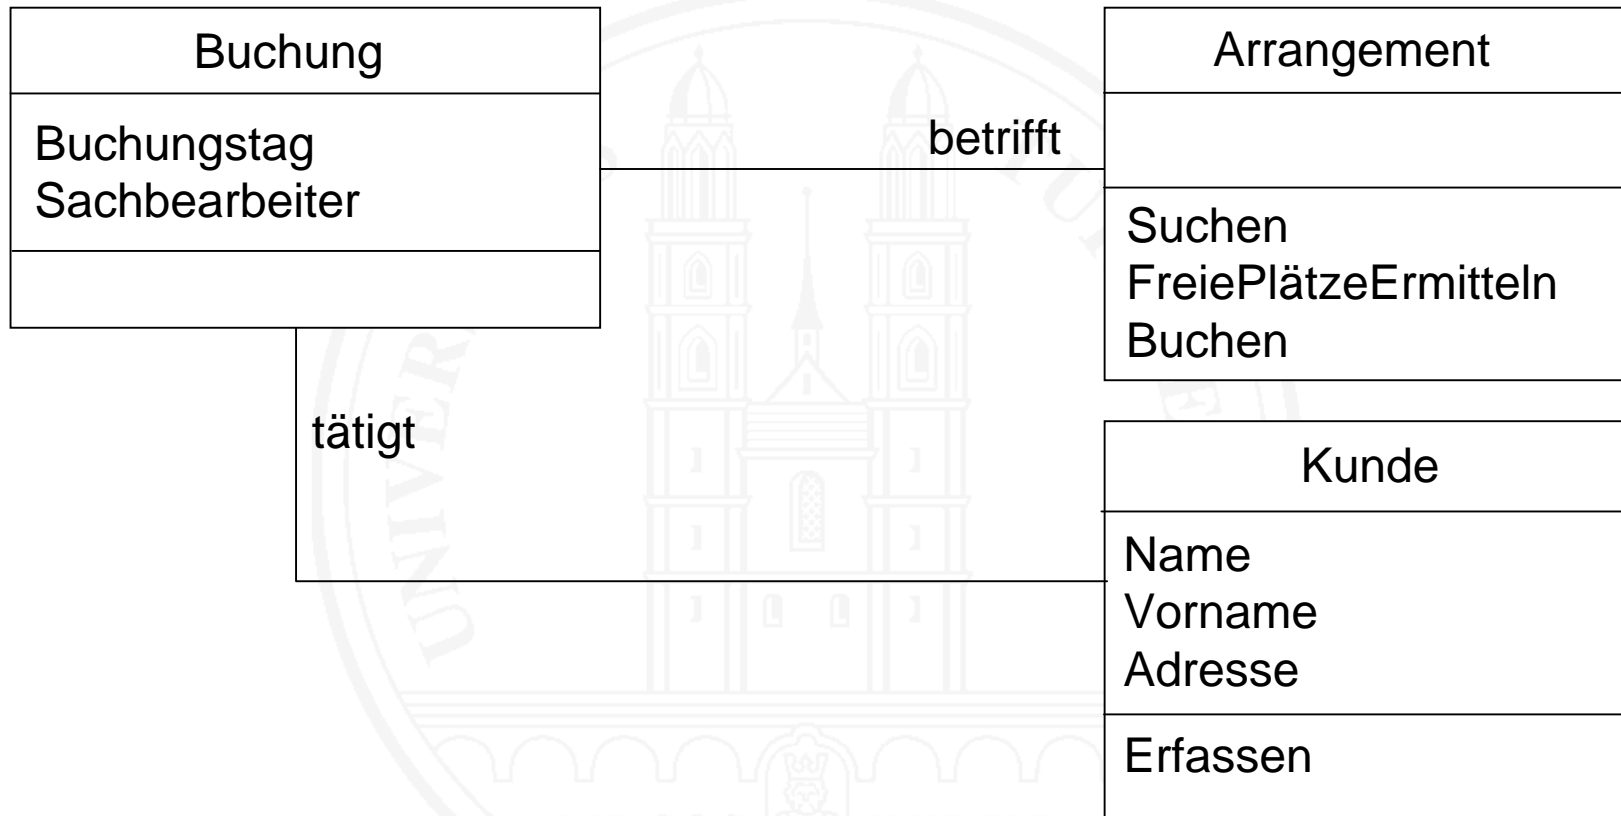 Buchung
Buchungstag
Sachbearbeiter
betrifft
Arrangement
Suchen
FreiePlätzeErmitteln
Buchen
tätigt
Kunde
Name
Vorname
Adresse
Erfassen